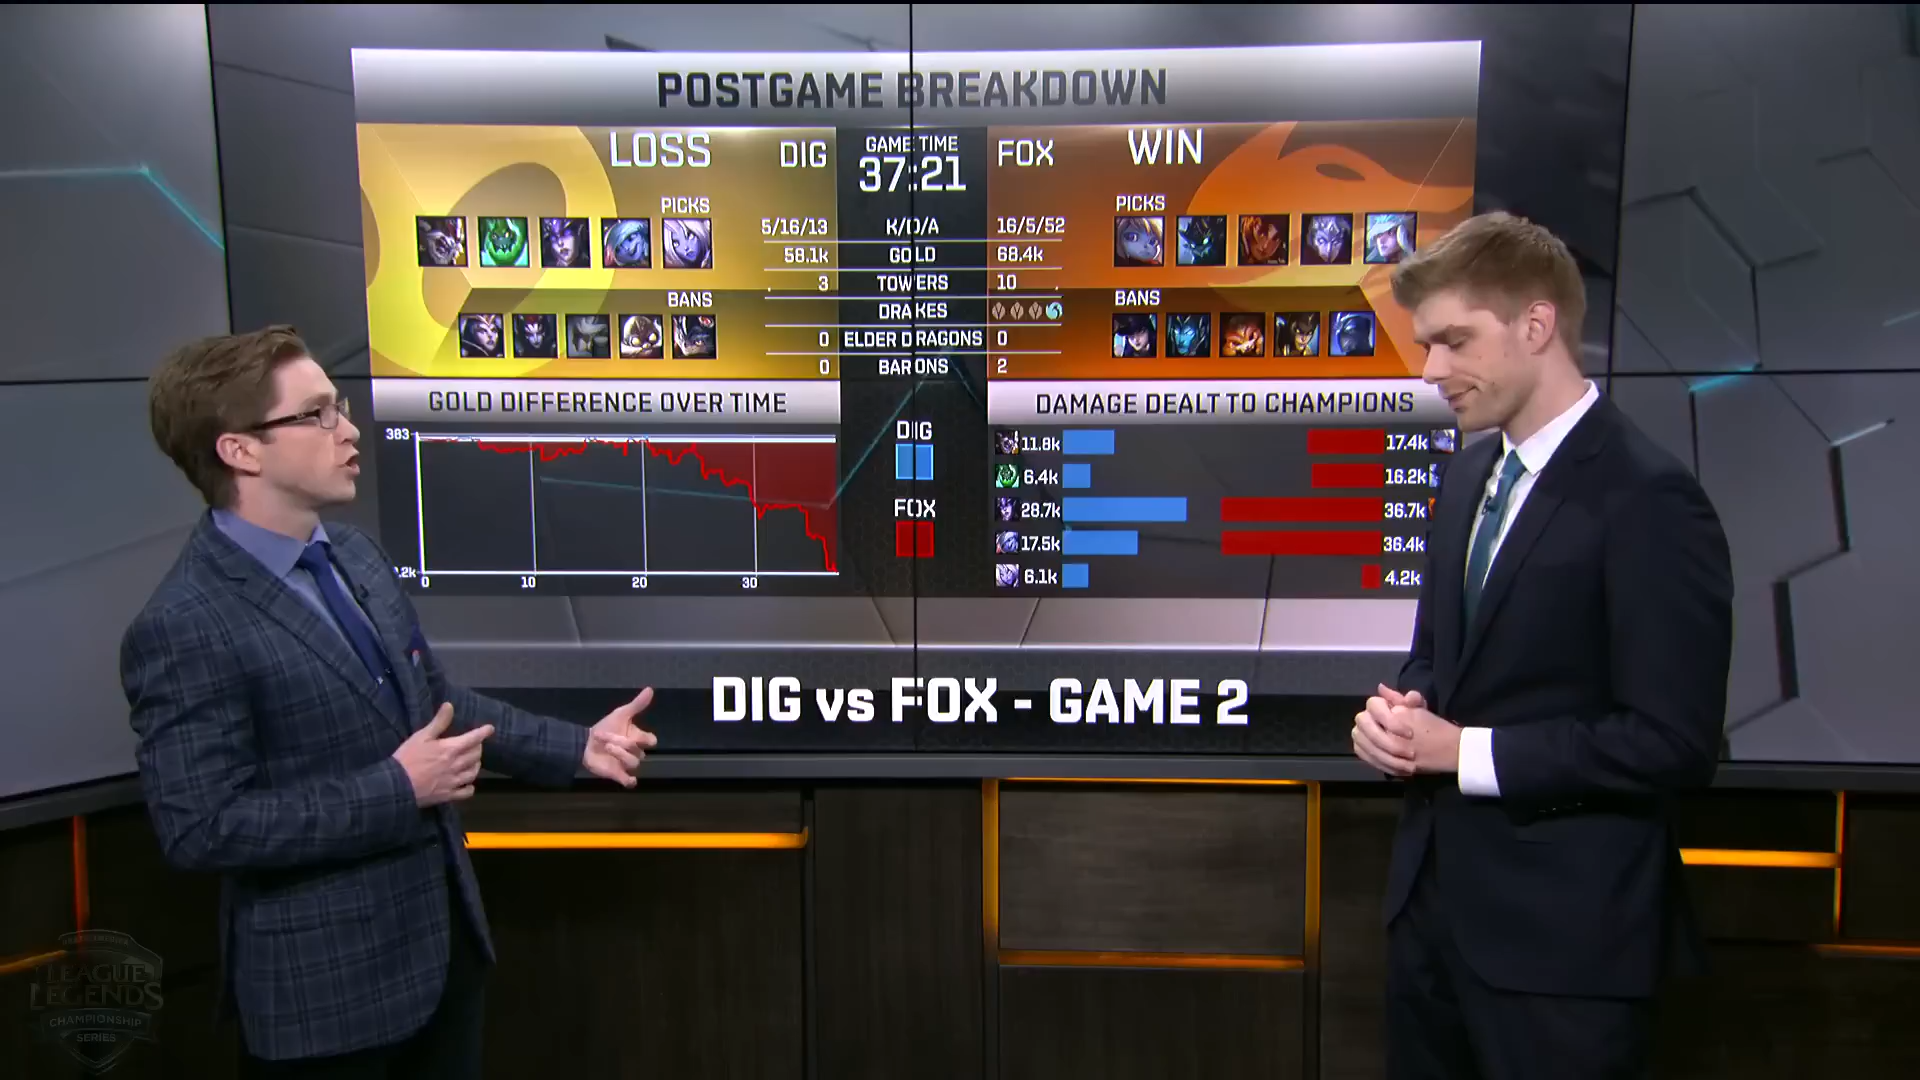 POSTGAME BREAKDOWN
LOSS
DIG
GAME TIME
37:21
FOX
WIN
PICKS
PICKS
5/16/13 K/D/A 16/5/52
58.1k GOLD 68.4k
3 TOWERS 10
BANS
BANS
DRAKES
0 ELDER DRAGONS 0
0 BARONS 2
GOLD DIFFERENCE OVER TIME
383
.2k
0 10 20 30
DIG
FOX
DAMAGE DEALT TO CHAMPIONS
11.8k 17.4k
6.4k 16.2k
28.7k 36.7k
17.5k 36.4k
6.1k 4.2k
DIG vs FOX - GAME 2
LEAGUE
LEGENDS
CHAMPIONSHIP
SERIES